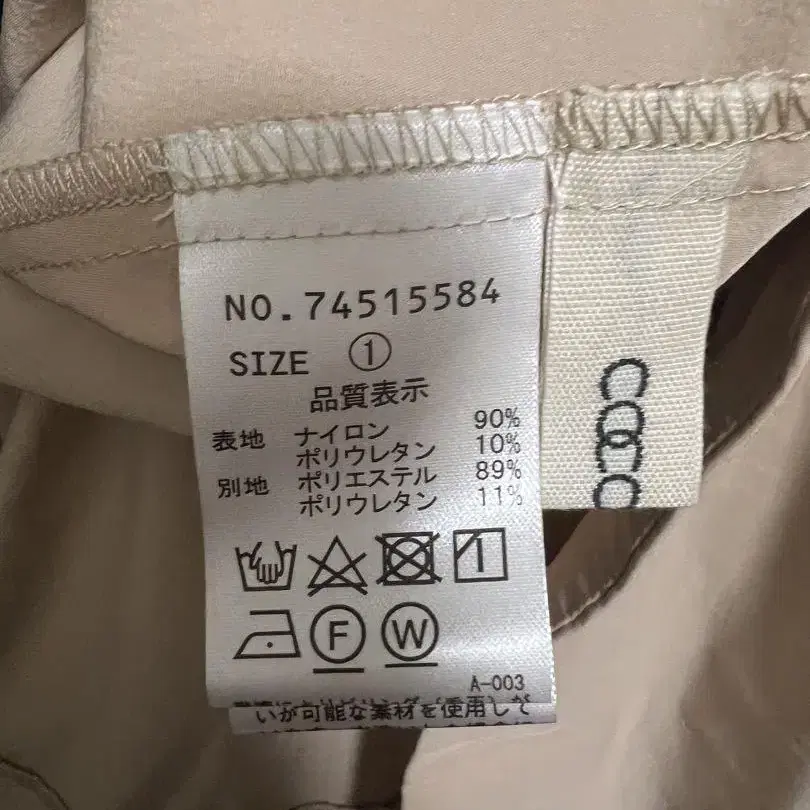 NO.74515584
SIZE ①
品質表示
表地 ナイロン 90%
ポリウレタン 10%
別地 ポリエステル 89%
ポリウレタン 11%
F W
A-003
いが可能な素材を使用して